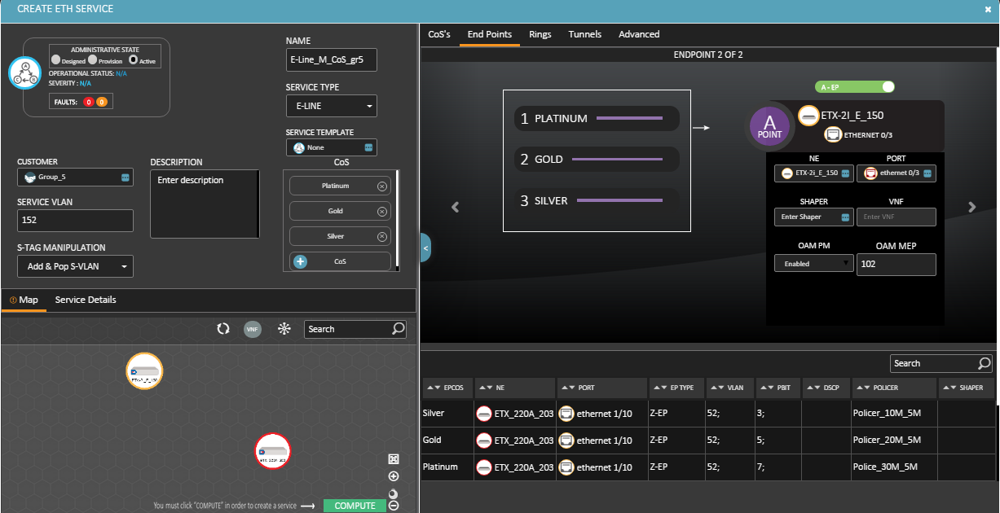 CREATE ETH SERVICE
ADMINISTRATIVE STATE
Designed Provision Active
OPERATIONAL STATUS: N/A
SEVERITY : N/A
FAULTS: 0 0
NAME
E-Line_M_CoS_gr5
SERVICE TYPE
E-LINE
SERVICE TEMPLATE
None
CUSTOMER
Group_5
SERVICE VLAN
152
S-TAG MANIPULATION
Add & Pop S-VLAN
DESCRIPTION
Enter description
CoS
Platinum
Gold
Silver
CoS
Map Service Details
VNF
Search
ETX-2I_E_150
ETX_220A_203
You must click "COMPUTE" in order to create a service
COMPUTE
CoS's End Points Rings Tunnels Advanced
ENDPOINT 2 OF 2
1 PLATINUM
2 GOLD
3 SILVER
A - EP
A
POINT
ETX-2I_E_150
ETHERNET 0/3
NE PORT
ETX-2i_E_150 ethernet 0/3
SHAPER VNF
Enter Shaper Enter VNF
OAM PM OAM MEP
Enabled 102
Search
EPCOS NE PORT EP TYPE VLAN PBIT DSCP POLICER SHAPER
Silver ETX_220A_203 ethernet 1/10 Z-EP 52; 3; Policer_10M_5M
Gold ETX_220A_203 ethernet 1/10 Z-EP 52; 5; Policer_20M_5M
Platinum ETX_220A_203 ethernet 1/10 Z-EP 52; 7; Police_30M_5M